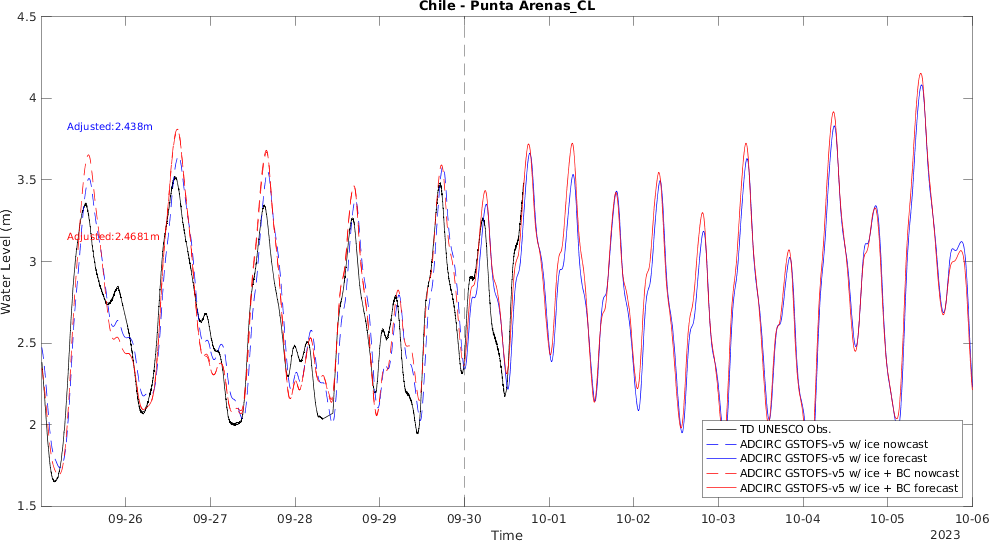 Chile - Punta Arenas_CL
4.5
4
3.5
3
2.5
2
1.5
Water Level (m)
Adjusted:2.438m
Adjusted:2.4681m
TD UNESCO Obs.
ADCIRC GSTOFS-v5 w/ ice nowcast
ADCIRC GSTOFS-v5 w/ ice forecast
ADCIRC GSTOFS-v5 w/ ice + BC nowcast
ADCIRC GSTOFS-v5 w/ ice + BC forecast
09-26 09-27 09-28 09-29 09-30 10-01 10-02 10-03 10-04 10-05 10-06
Time
2023